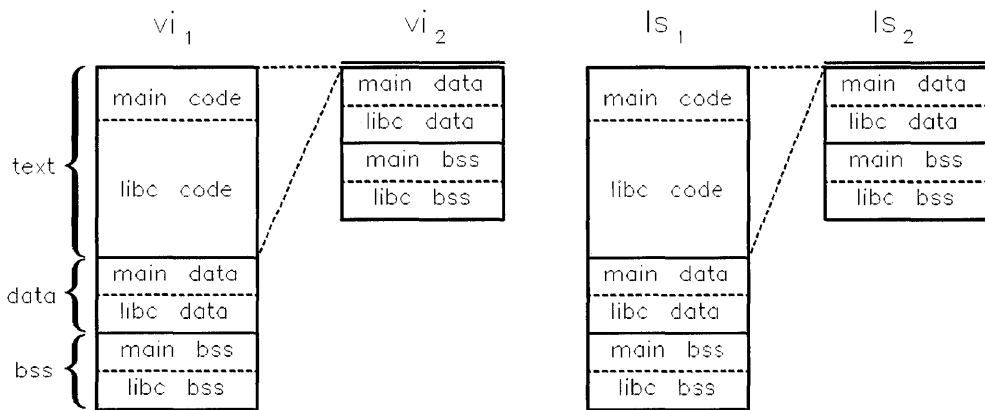 vi 1
vi 2
ls 1
ls 2
text
data
bss
main code
libc code
main data
libc data
main bss
libc bss
main data
libc data
main bss
libc bss
main code
libc code
main data
libc data
main bss
libc bss
main data
libc data
main bss
libc bss